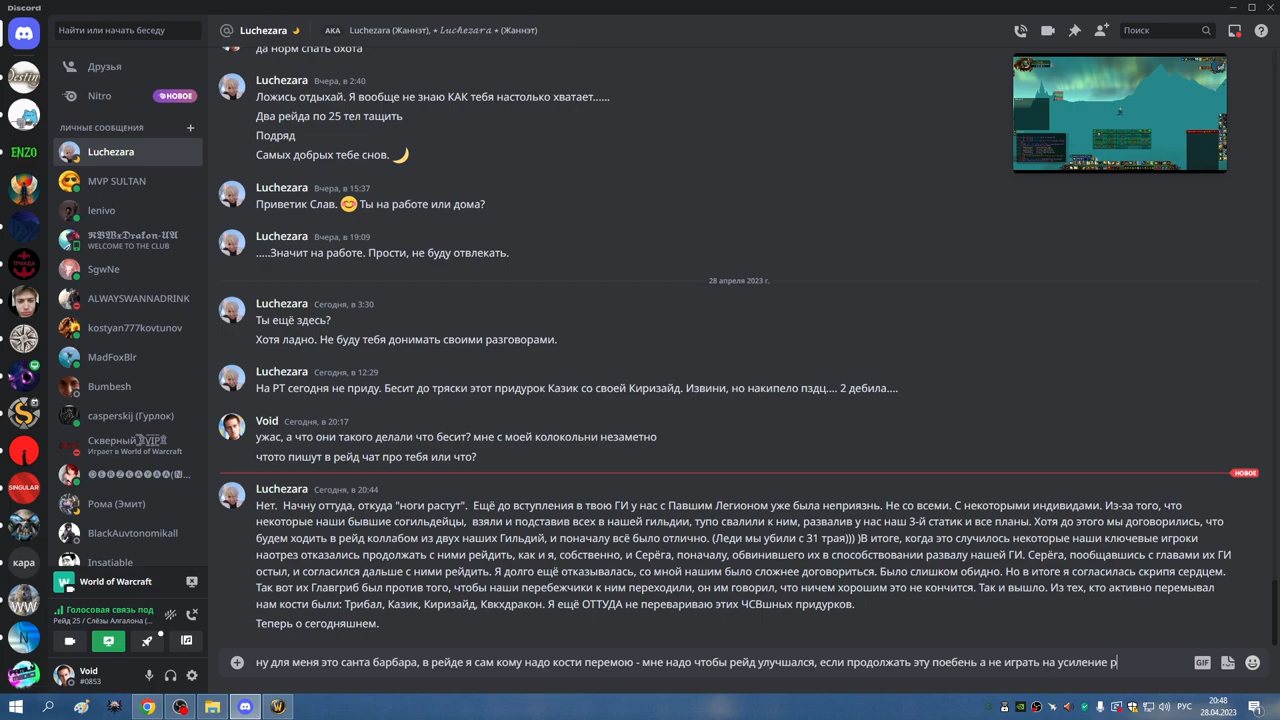 Discord
Найти или начать беседу
Luchezara
AKA
Luchezara (Жаннэт), ⋆ 𝓛𝓾𝓬𝓱𝓮𝔃𝓪𝓻𝓪 ⋆ (Жаннэт)
Поиск
Друзья
Nitro
НОВОЕ
ЛИЧНЫЕ СООБЩЕНИЯ
Luchezara
MVP SULTAN
lenivo
WELCOME TO THE CLUB
SgwNe
ALWAYSWANNADRINK
kostyan777kovtunov
MadFoxBlr
Bumbesh
casperskij (Гурлок)
Скверный VIP
Играет в World of Warcraft
Рома (Эмит)
BlackAuvtonomikall
Insatiable
World of Warcraft
Голосовая связь под
Рейд 25 / Слёзы Алгалона (...
Void
#0853
ENZO
ТРИАДА
SINGULAR
кара
WW
да норм спать охота
Luchezara Вчера, в 2:40
Ложись отдыхай. Я вообще не знаю КАК тебя настолько хватает......
Два рейда по 25 тел тащить
Подряд
Самых добрых тебе снов. 🌙
Luchezara Вчера, в 15:37
Приветик Слав. 😊 Ты на работе или дома?
Luchezara Вчера, в 19:09
.....Значит на работе. Прости, не буду отвлекать.
28 апреля 2023 г.
Luchezara Сегодня, в 3:30
Ты ещё здесь?
Хотя ладно. Не буду тебя донимать своими разговорами.
Luchezara Сегодня, в 12:29
На РТ сегодня не приду. Бесит до тряски этот придурок Казик со своей Киризайд. Извини, но накипело пздц.... 2 дебила....
Void Сегодня, в 20:17
ужас, а что они такого делали что бесит? мне с моей колокольни незаметно
чтото пишут в рейд чат про тебя или что?
НОВОЕ
Luchezara Сегодня, в 20:44
Нет. Начну оттуда, откуда "ноги растут". Ещё до вступления в твою ГИ у нас с Павшим Легионом уже была неприязнь. Не со всеми. С некоторыми индивидами. Из-за того, что
некоторые наши бывшие согильдейцы, взяли и подставив всех в нашей гильдии, тупо свалили к ним, развалив у нас наш 3-й статик и все планы. Хотя до этого мы договорились, что
будем ходить в рейд коллабом из двух наших Гильдий, и поначалу всё было отлично. (Леди мы убили с 31 трая))) )В итоге, когда это случилось некоторые наши ключевые игроки
наотрез отказались продолжать с ними рейдить, как и я, собственно, и Серёга, поначалу, обвинившего их в способствовании развалу нашей ГИ. Серёга, пообщавшись с главами их ГИ
остыл, и согласился дальше с ними рейдить. Я долго ещё отказывалась, со мной нашим было сложнее договориться. Было слишком обидно. Но в итоге я согласилась скрипя сердцем.
Так вот их Главгриб был против того, чтобы наши перебежчики к ним переходили, он им говорил, что ничем хорошим это не кончится. Так и вышло. Из тех, кто активно перемывал
нам кости были: Трибал, Казик, Киризайд, Квкхдракон. Я ещё ОТТУДА не перевариваю этих ЧСВшных придурков.
Теперь о сегодняшнем.
ну для меня это санта барбара, в рейде я сам кому надо кости перемою - мне надо чтобы рейд улучшался, если продолжать эту поебень а не играть на усиление р
GIF
РУС
20:48
28.04.2023